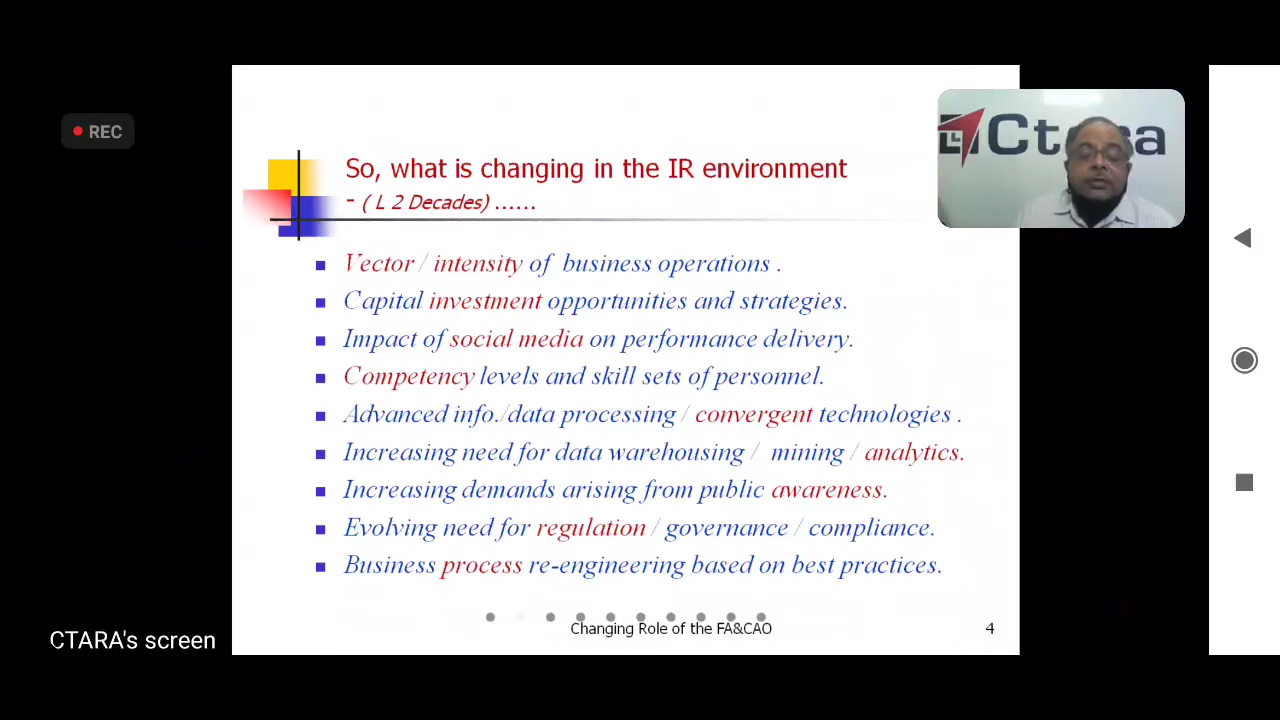 REC
So, what is changing in the IR environment
- ( L 2 Decades) ......
Vector / intensity of business operations .
Capital investment opportunities and strategies.
Impact of social media on performance delivery.
Competency levels and skill sets of personnel.
Advanced info./data processing / convergent technologies .
Increasing need for data warehousing / mining / analytics.
Increasing demands arising from public awareness.
Evolving need for regulation / governance / compliance.
Business process re-engineering based on best practices.
Changing Role of the FA&CAO
4
CTARA's screen